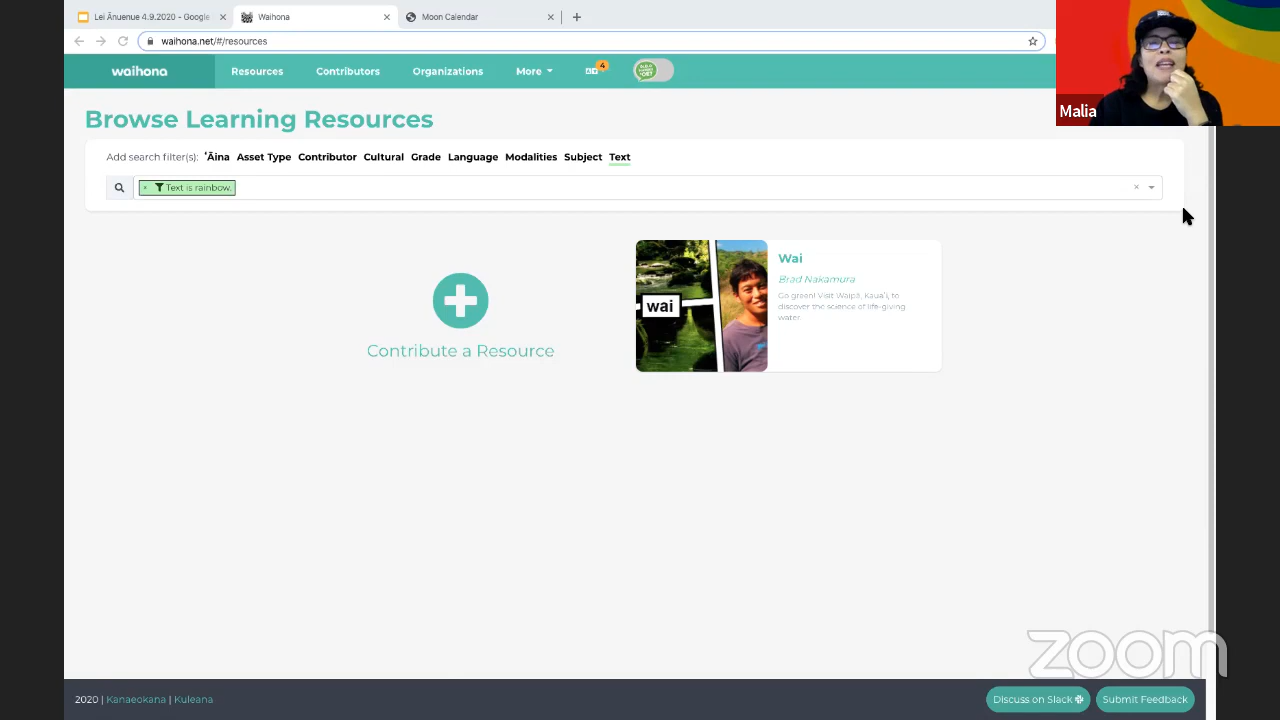 Lei Ānuenue 4.9.2020 - Google
Waihona
Moon Calendar
waihona.net/#/resources
waihona
Resources
Contributors
Organizations
More
4
Malia
Browse Learning Resources
Add search filter(s): ʻĀina Asset Type Contributor Cultural Grade Language Modalities Subject Text
× Text is rainbow.
Contribute a Resource
wai
Wai
Brad Nakamura
Go green! Visit Waipā, Kauaʻi, to
discover the science of life-giving
water.
zoom
2020 | Kanaeokana | Kuleana
Discuss on Slack
Submit Feedback